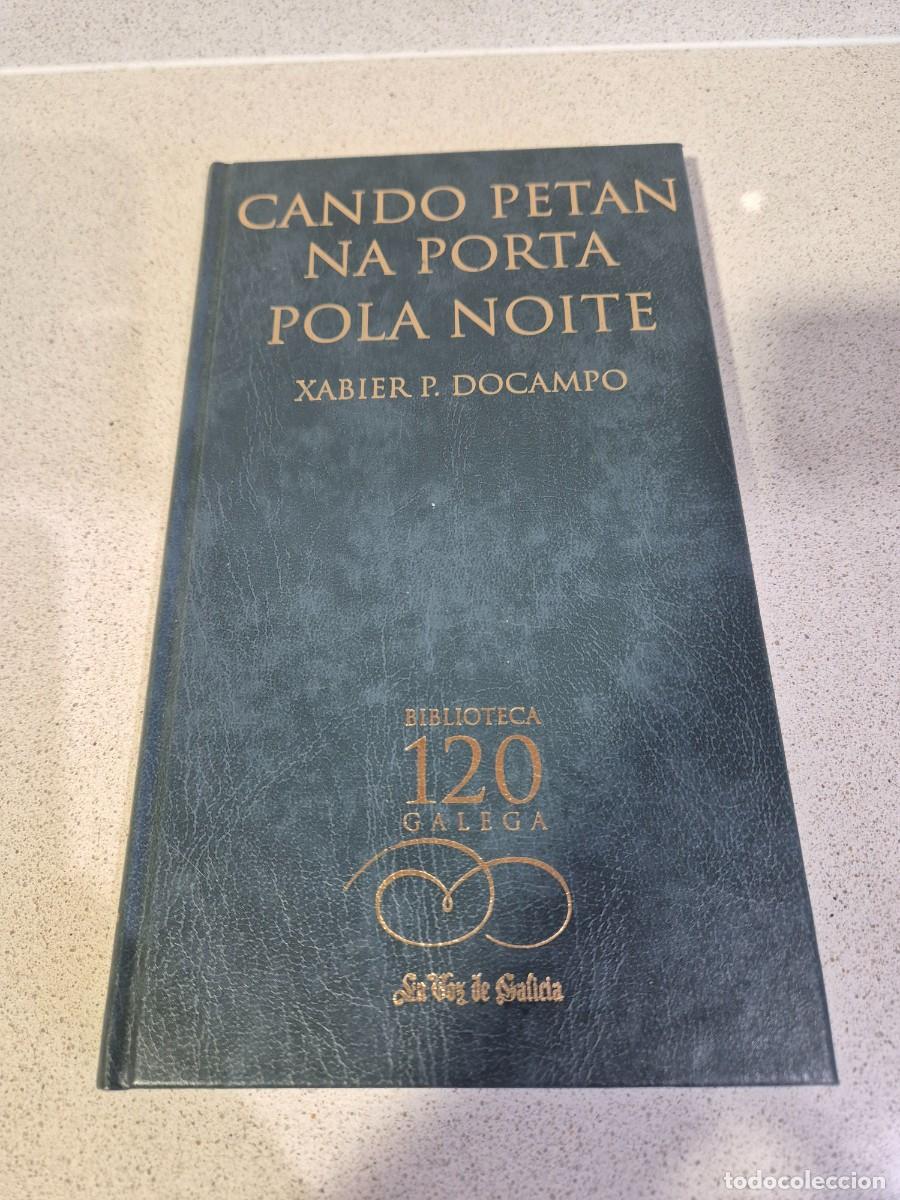 CANDO PETAN
NA PORTA
POLA NOITE
XABIER P. DOCAMPO
BIBLIOTECA
120
GALEGA
La Voz de Galicia
todocoleccion